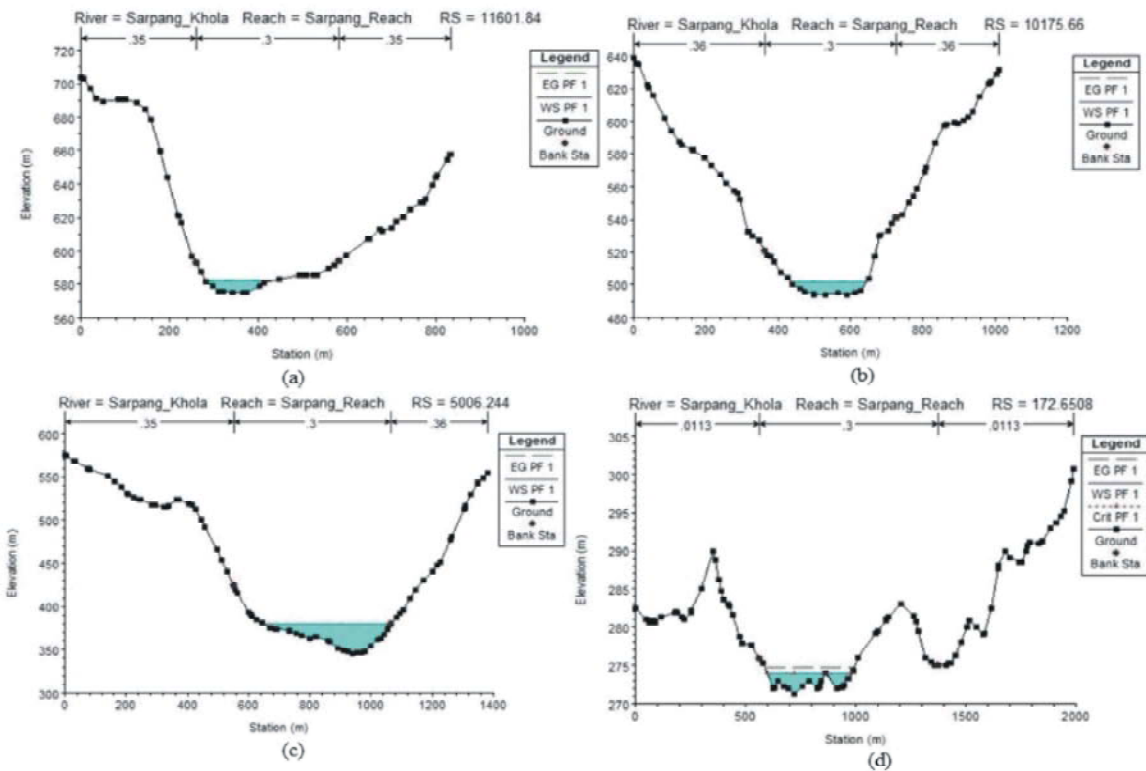 River = Sarpang_Khola Reach = Sarpang_Reach RS = 11601.84
.35 .3 .35
720
700
680
660
640
620
600
580
560
Elevation (m)
0 200 400 600 800 1000
Station (m)
Legend
EG PF 1
WS PF 1
Ground
Bank Sta
(a)
River = Sarpang_Khola Reach = Sarpang_Reach RS = 10175.66
.36 .3 .36
640
620
600
580
560
540
520
500
480
Elevation (m)
0 200 400 600 800 1000 1200
Station (m)
Legend
EG PF 1
WS PF 1
Ground
Bank Sta
(b)
River = Sarpang_Khola Reach = Sarpang_Reach RS = 5006.244
.35 .3 .36
600
550
500
450
400
350
300
Elevation (m)
0 200 400 600 800 1000 1200 1400
Station (m)
Legend
EG PF 1
WS PF 1
Ground
Bank Sta
(c)
River = Sarpang_Khola Reach = Sarpang_Reach RS = 172.6508
.0113 .3 .0113
305
300
295
290
285
280
275
270
Elevation (m)
0 500 1000 1500 2000
Station (m)
Legend
EG PF 1
WS PF 1
Crit PF 1
Ground
Bank Sta
(d)